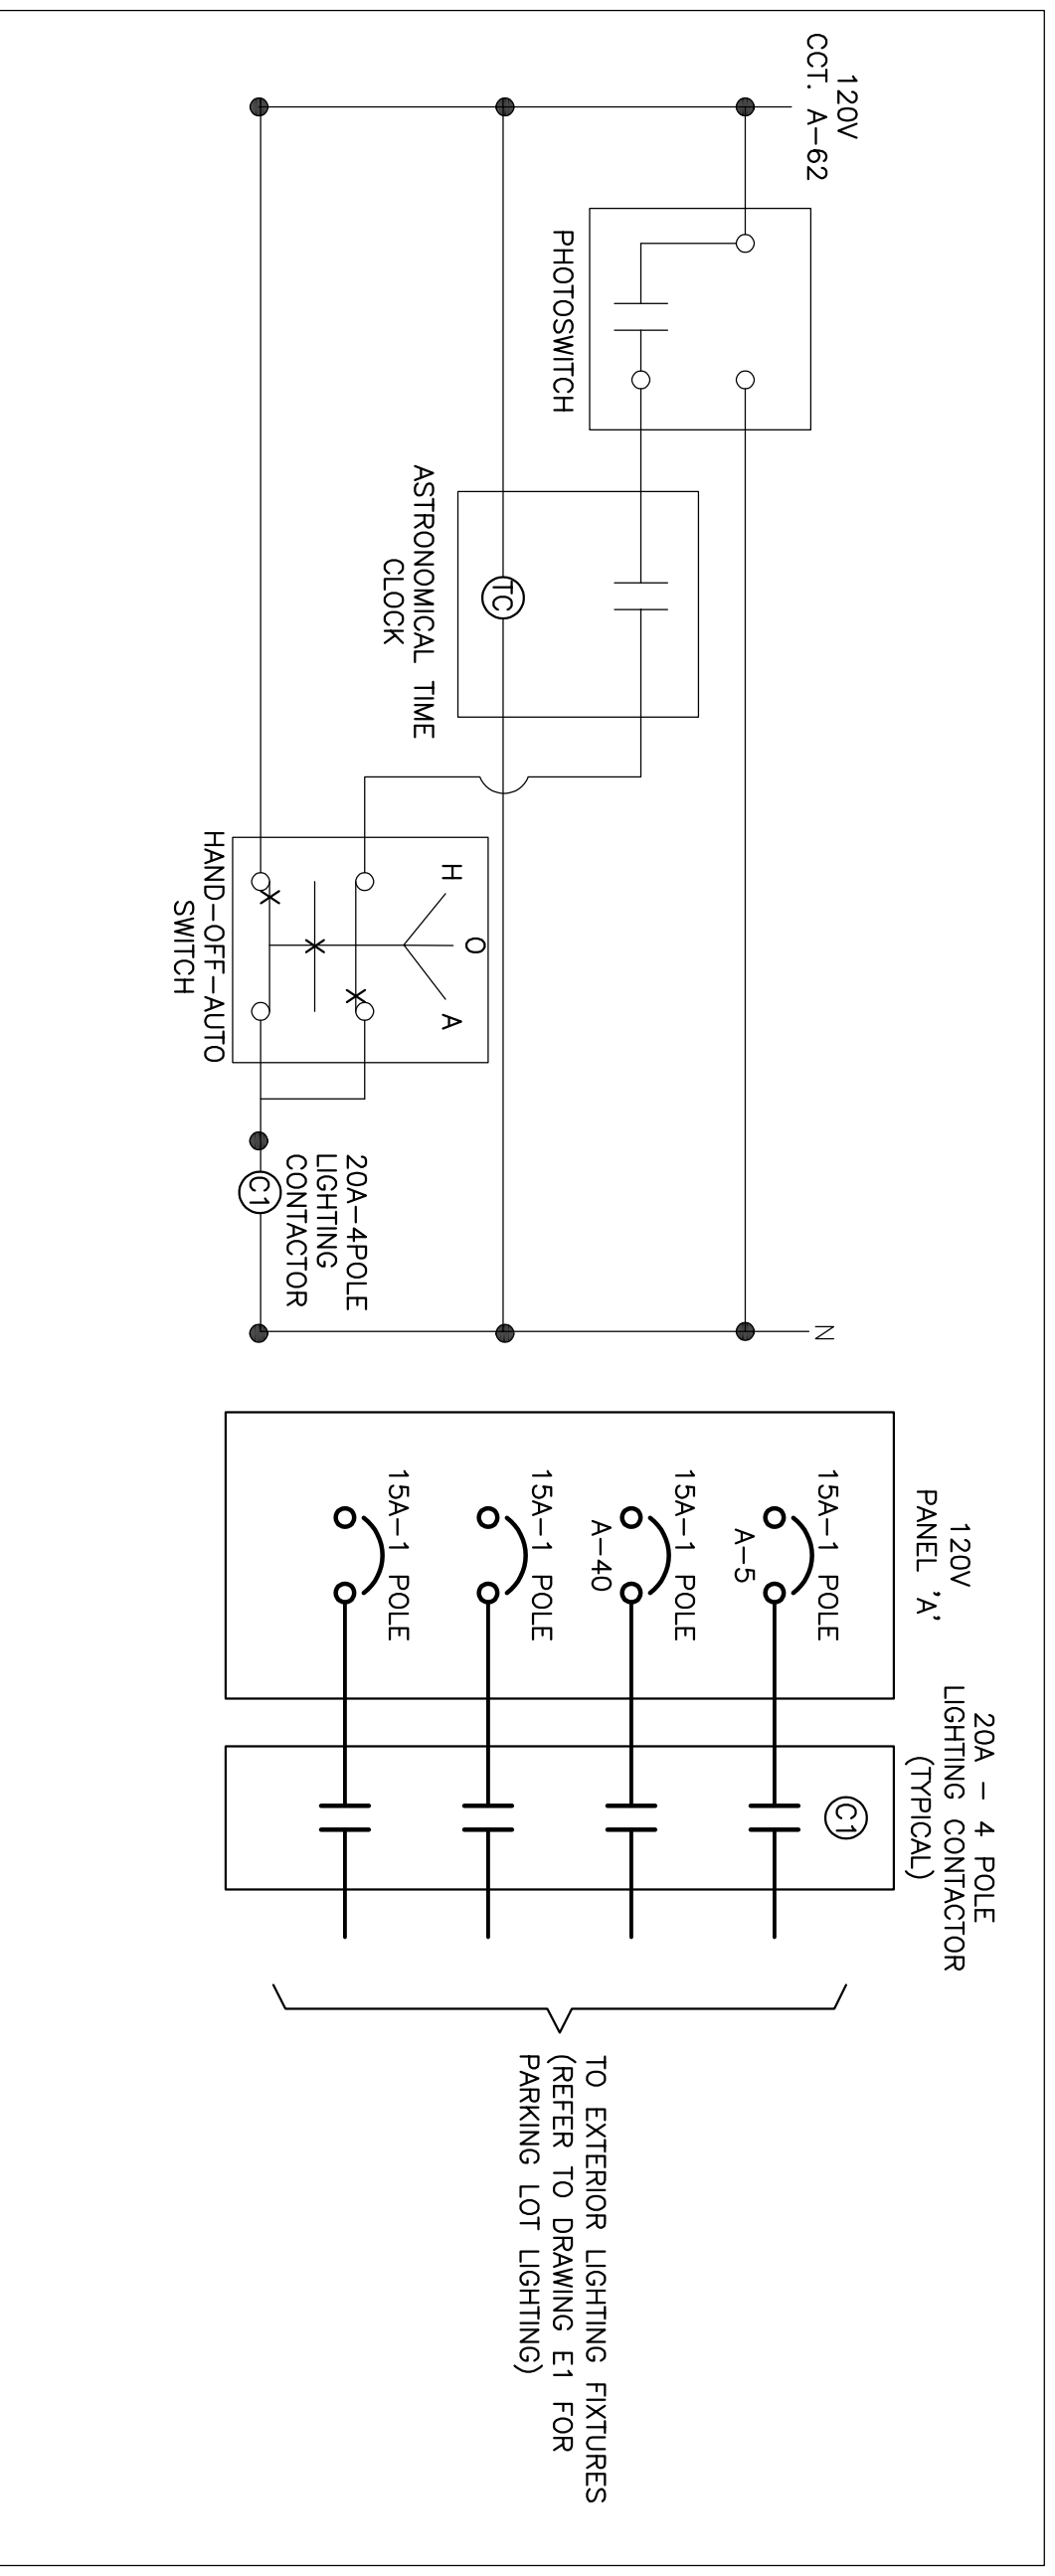 120V
CCT. A-62
PHOTOSWITCH
ASTRONOMICAL TIME
CLOCK
TC
H
O
A
HAND-OFF-AUTO
SWITCH
20A-4POLE
LIGHTING
CONTACTOR
C1
N
120V
PANEL 'A'
15A-1 POLE
A-5
15A-1 POLE
A-40
15A-1 POLE
15A-1 POLE
20A - 4 POLE
LIGHTING CONTACTOR
(TYPICAL)
C1
TO EXTERIOR LIGHTING FIXTURES
(REFER TO DRAWING E1 FOR
PARKING LOT LIGHTING)